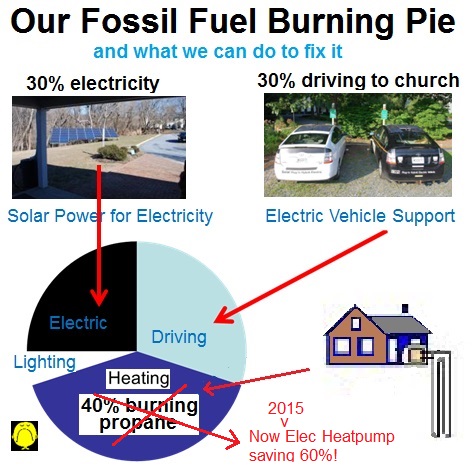 Our Fossil Fuel Burning Pie
and what we can do to fix it
30% electricity
30% driving to church
Solar Power for Electricity
Electric Vehicle Support
Electric
Driving
Lighting
Heating
40% burning
propane
2015
v
Now Elec Heatpump
saving 60%!